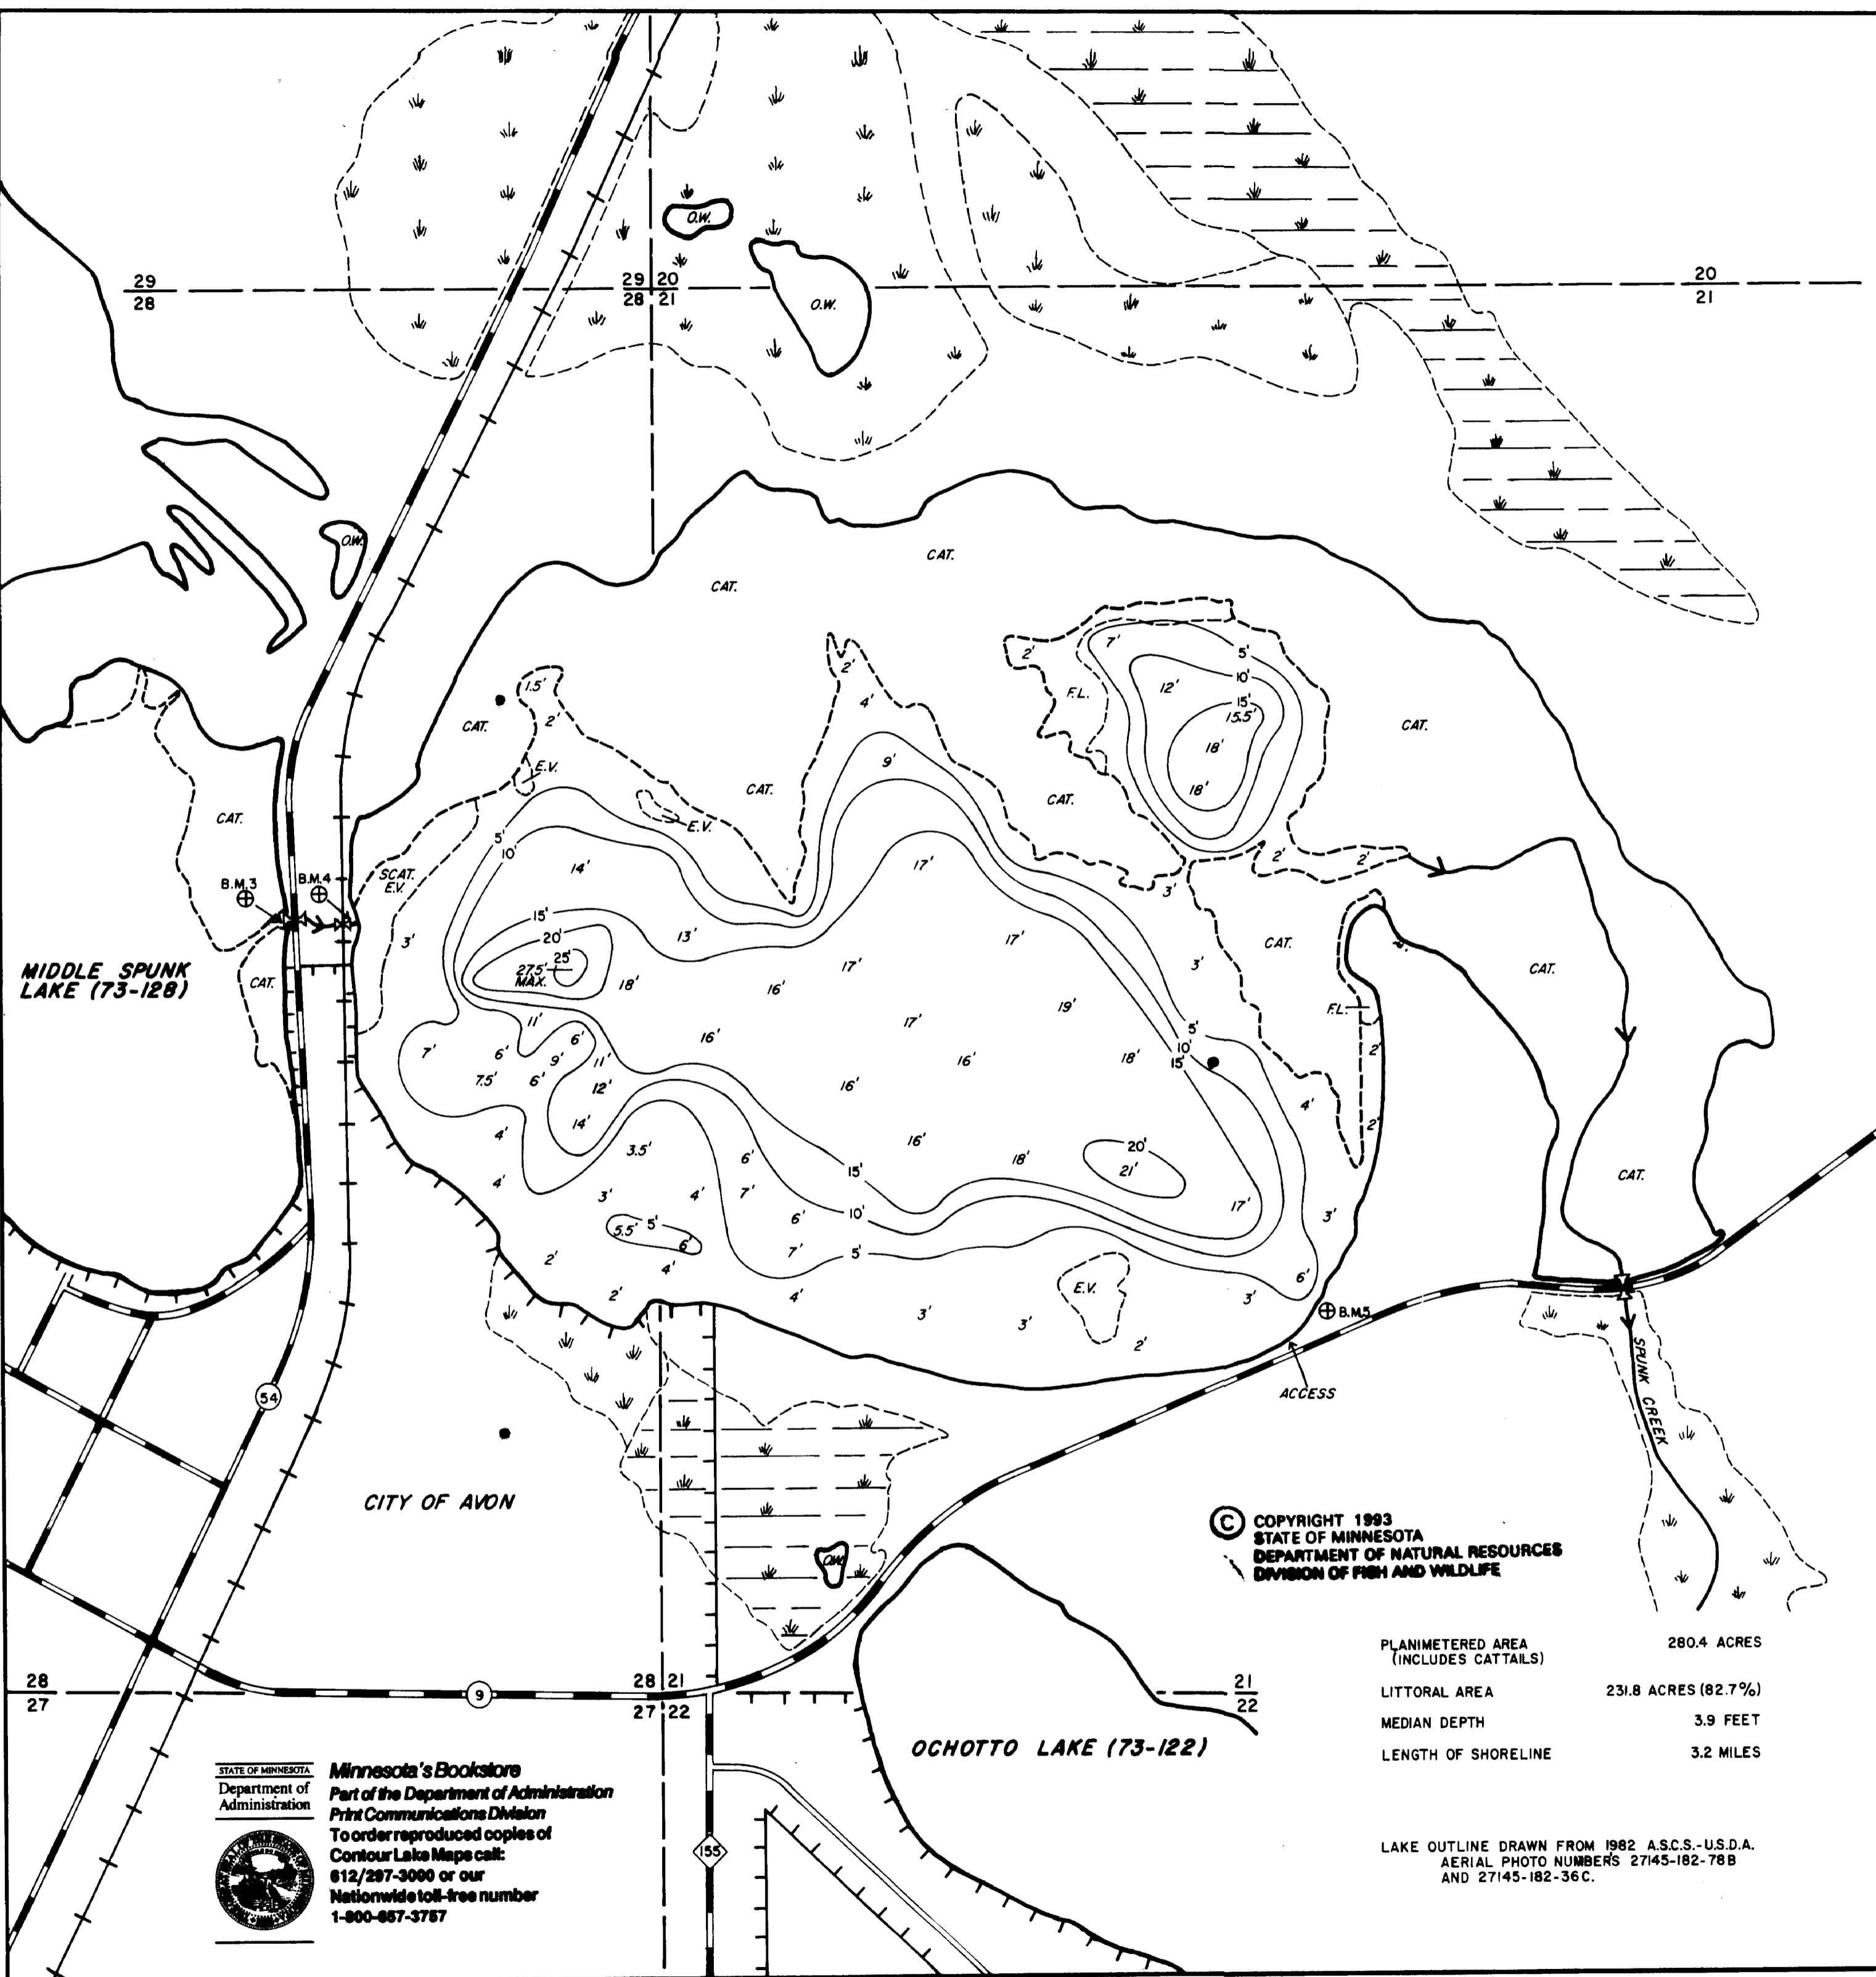 29
28
29 20
28 21
20
21
O.W.
O.W.
O.W.
CAT.
CAT.
2'
2'
4'
7'
5'
10'
12'
F.L.
15'
15.5'
18'
18'
1.5'
2'
CAT.
CAT.
9'
E.V.
CAT.
CAT.
E.V.
CAT.
5'
10'
14'
17'
2'
2'
3'
SCAT.
E.V.
B.M.3
B.M.4
15'
20'
13'
17'
3'
CAT.
CAT.
25'
27.5'
MAX.
18'
17'
16'
3'
MIDDLE SPUNK
LAKE (73-128)
CAT.
11'
17'
19'
F.L.
16'
6'
5'
10'
15'
7'
6'
9'
11'
16'
18'
2'
7.5'
6'
12'
16'
4'
4'
14'
16'
2'
3.5'
6'
18'
20'
21'
15'
CAT.
4'
3'
4'
7'
17'
3'
10'
6'
5.5'
5'
6'
7'
5'
2'
4'
E.V.
6'
2'
4'
3'
3'
3'
2'
B.M.5
ACCESS
SPUNK CREEK
54
CITY OF AVON
O.W.
© COPYRIGHT 1993
STATE OF MINNESOTA
DEPARTMENT OF NATURAL RESOURCES
DIVISION OF FISH AND WILDLIFE
PLANIMETERED AREA 280.4 ACRES
(INCLUDES CATTAILS)
LITTORAL AREA 231.8 ACRES (82.7%)
MEDIAN DEPTH 3.9 FEET
LENGTH OF SHORELINE 3.2 MILES
28
27
9
28 21
27 22
21
22
OCHOTTO LAKE (73-122)
155
STATE OF MINNESOTA
Department of
Administration
Minnesota's Bookstore
Part of the Department of Administration
Print Communications Division
To order reproduced copies of
Contour Lake Maps call:
612/297-3000 or our
Nationwide toll-free number
1-800-657-3757
LAKE OUTLINE DRAWN FROM 1982 A.S.C.S.-U.S.D.A.
AERIAL PHOTO NUMBERS 27145-182-78B
AND 27145-182-36C.